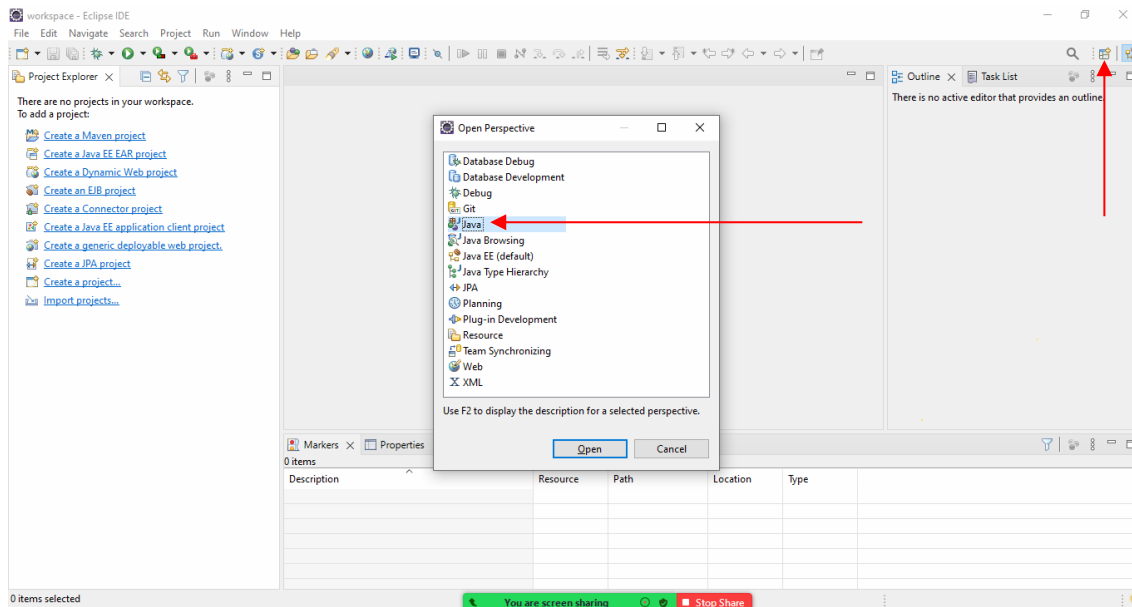 workspace - Eclipse IDE
File Edit Navigate Search Project Run Window Help
Project Explorer
Outline Task List
There are no projects in your workspace.
To add a project:
Create a Maven project
Create a Java EE EAR project
Create a Dynamic Web project
Create an EJB project
Create a Connector project
Create a Java EE application client project
Create a generic deployable web project.
Create a JPA project
Create a project...
Import projects...
There is no active editor that provides an outline.
Open Perspective
Database Debug
Database Development
Debug
Git
Java
Java Browsing
Java EE (default)
Java Type Hierarchy
JPA
Planning
Plug-in Development
Resource
Team Synchronizing
Web
XML
Use F2 to display the description for a selected perspective.
Open Cancel
Markers Properties
0 items
Description Resource Path Location Type
0 items selected
You are screen sharing Stop Share